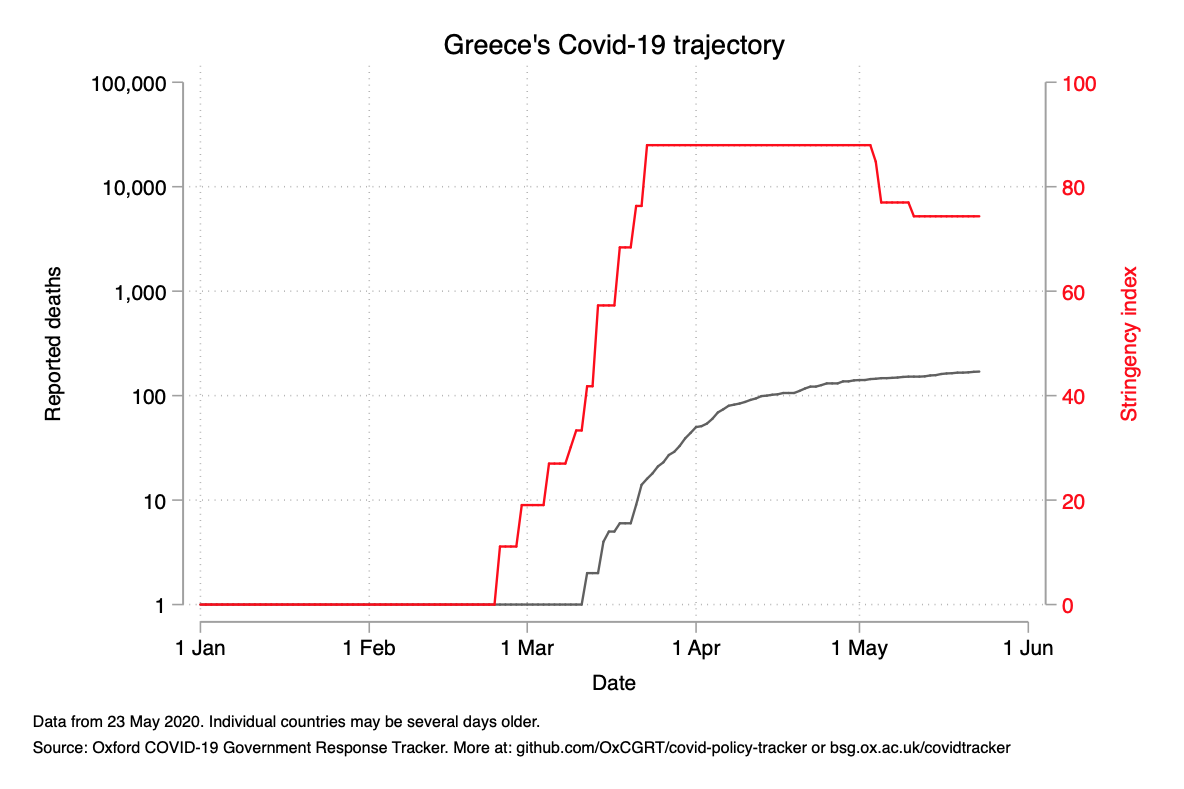 Greece's Covid-19 trajectory
100,000
10,000
1,000
100
10
1
Reported deaths
100
80
60
40
20
0
Stringency index
1 Jan
1 Feb
1 Mar
1 Apr
1 May
1 Jun
Date
Data from 23 May 2020. Individual countries may be several days older.
Source: Oxford COVID-19 Government Response Tracker. More at: github.com/OxCGRT/covid-policy-tracker or bsg.ox.ac.uk/covidtracker